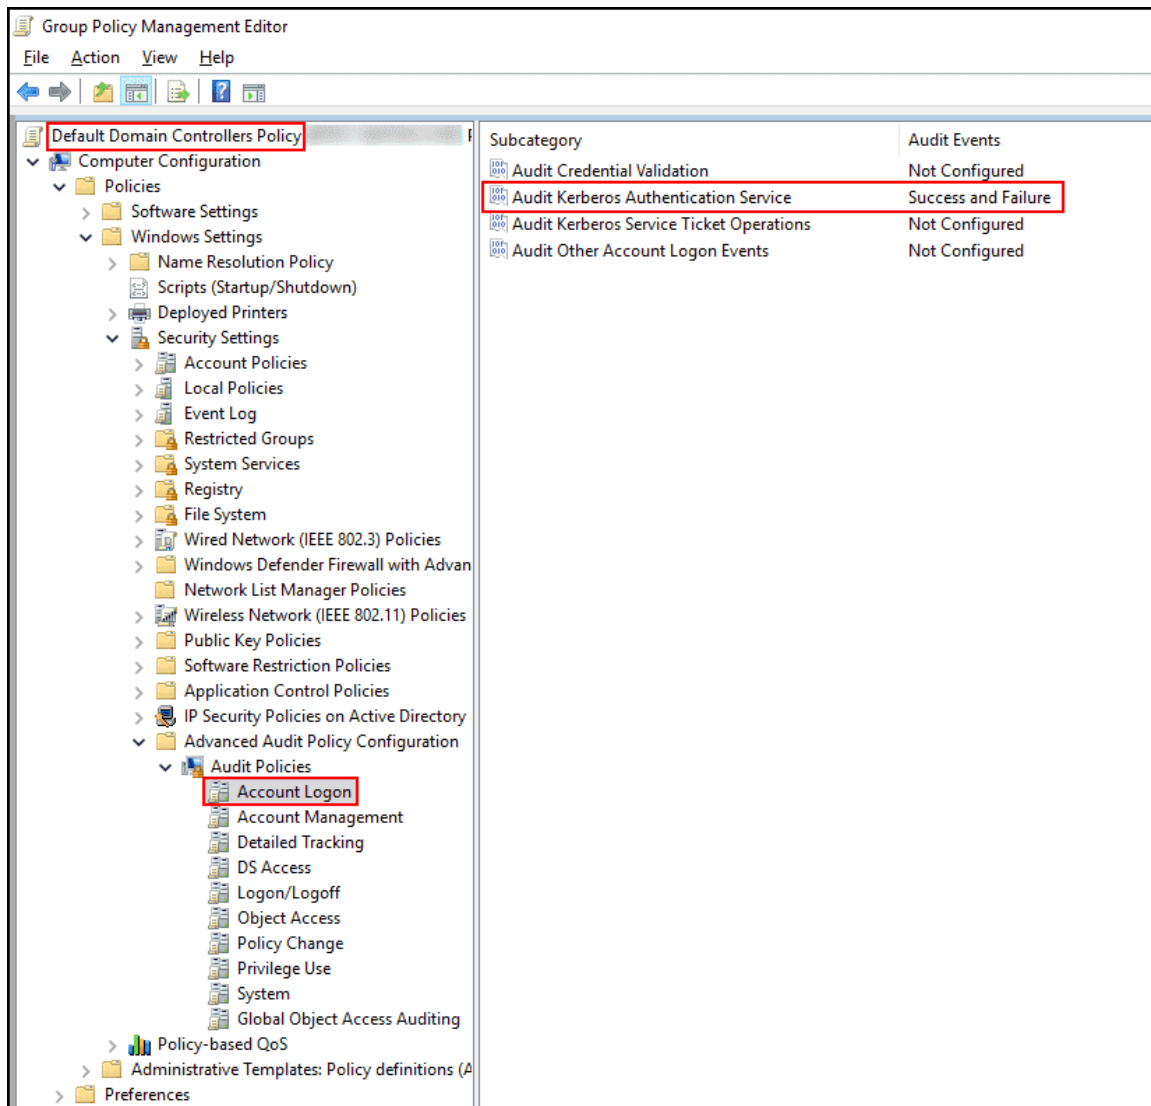 Group Policy Management Editor
File Action View Help
Default Domain Controllers Policy
Computer Configuration
Policies
Software Settings
Windows Settings
Name Resolution Policy
Scripts (Startup/Shutdown)
Deployed Printers
Security Settings
Account Policies
Local Policies
Event Log
Restricted Groups
System Services
Registry
File System
Wired Network (IEEE 802.3) Policies
Windows Defender Firewall with Advan
Network List Manager Policies
Wireless Network (IEEE 802.11) Policies
Public Key Policies
Software Restriction Policies
Application Control Policies
IP Security Policies on Active Directory
Advanced Audit Policy Configuration
Audit Policies
Account Logon
Account Management
Detailed Tracking
DS Access
Logon/Logoff
Object Access
Policy Change
Privilege Use
System
Global Object Access Auditing
Policy-based QoS
Administrative Templates: Policy definitions (A
Preferences
Subcategory Audit Events
Audit Credential Validation Not Configured
Audit Kerberos Authentication Service Success and Failure
Audit Kerberos Service Ticket Operations Not Configured
Audit Other Account Logon Events Not Configured